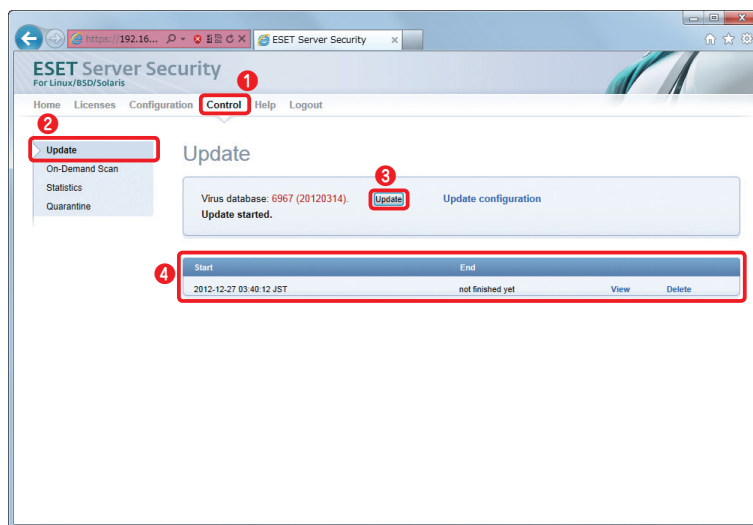 https://192.16...
ESET Server Security
ESET Server Security
For Linux/BSD/Solaris
1
Home Licenses Configuration Control Help Logout
2
Update
On-Demand Scan
Statistics
Quarantine
Update
3
Virus database: 6967 (20120314). Update Update configuration
Update started.
4
Start End
2012-12-27 03:40:12 JST not finished yet View Delete